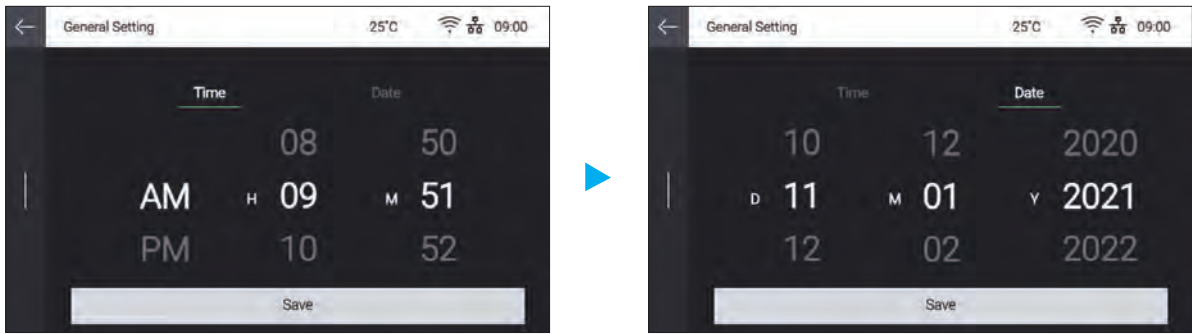 General Setting 25°C 09:00
Time Date
08 50
AM H 09 M 51
PM 10 52
Save
General Setting 25°C 09:00
Time Date
10 12 2020
D 11 M 01 Y 2021
12 02 2022
Save